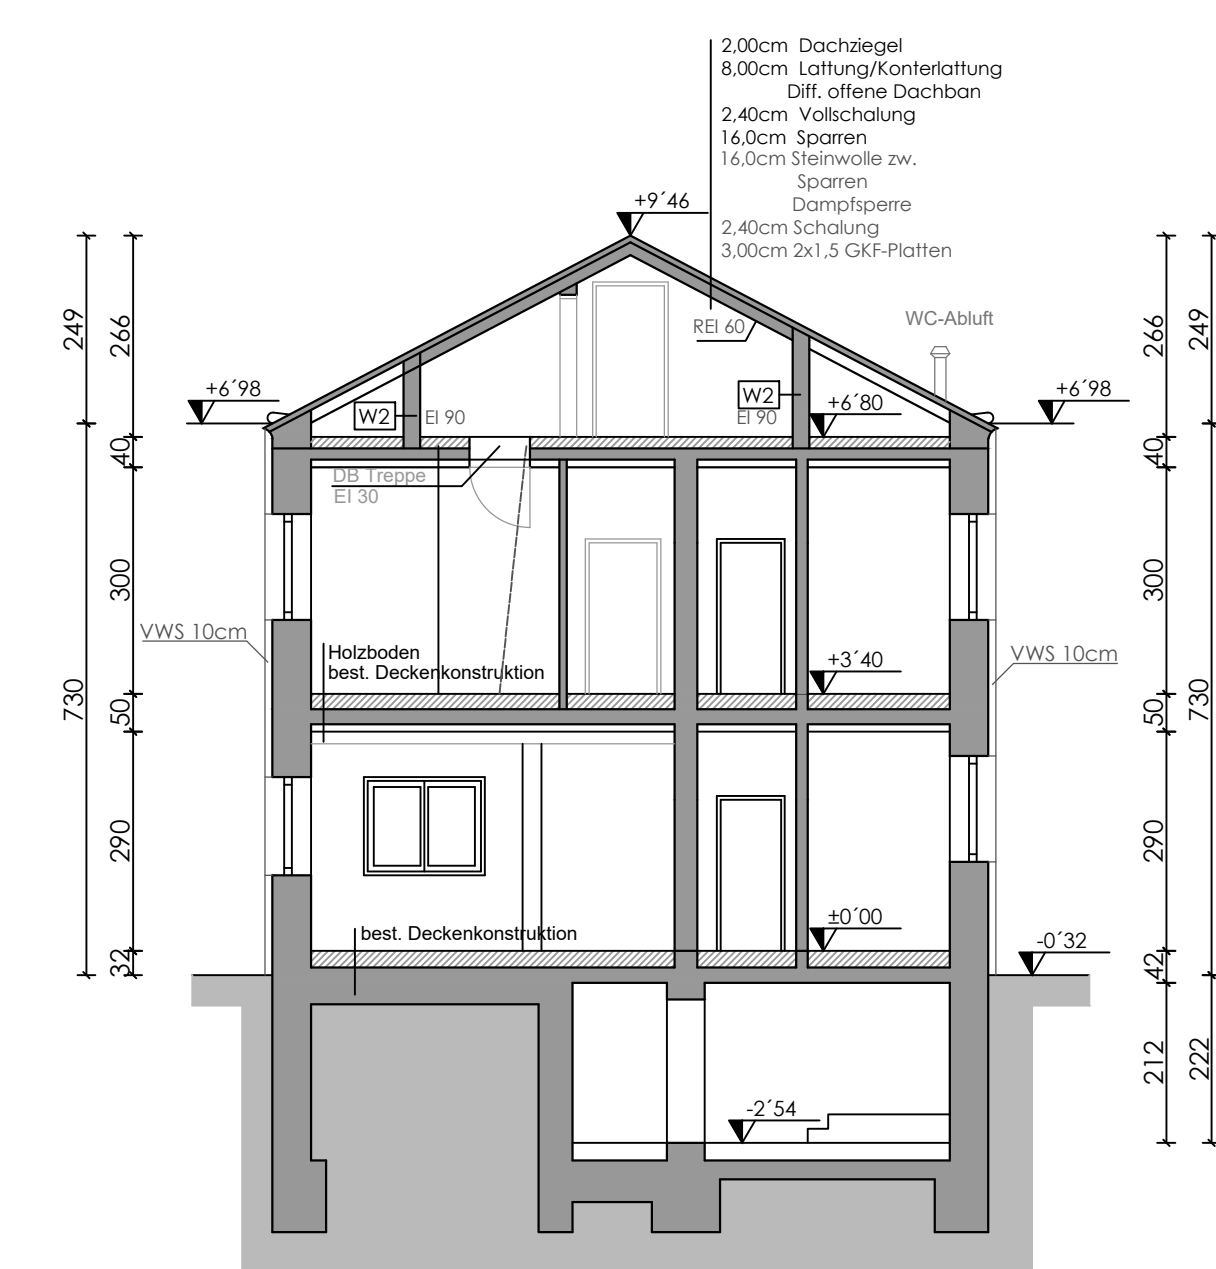 2,00cm Dachziegel
8,00cm Lattung/Konterlattung
Diff. offene Dachban
2,40cm Vollschalung
16,0cm Sparren
16,0cm Steinwolle zw.
Sparren
Dampfsperre
2,40cm Schalung
3,00cm 2x1,5 GKF-Platten
+9´46
REI 60
WC-Abluft
249
266
266
249
+6´98
+6´98
W2
EI 90
W2
EI 90
+6´80
40
40
DB Treppe
EI 30
300
300
VWS 10cm
VWS 10cm
Holzboden
best. Deckenkonstruktion
+3´40
730
50
50
730
290
290
best. Deckenkonstruktion
±0´00
-0´32
32
42
212
222
-2´54